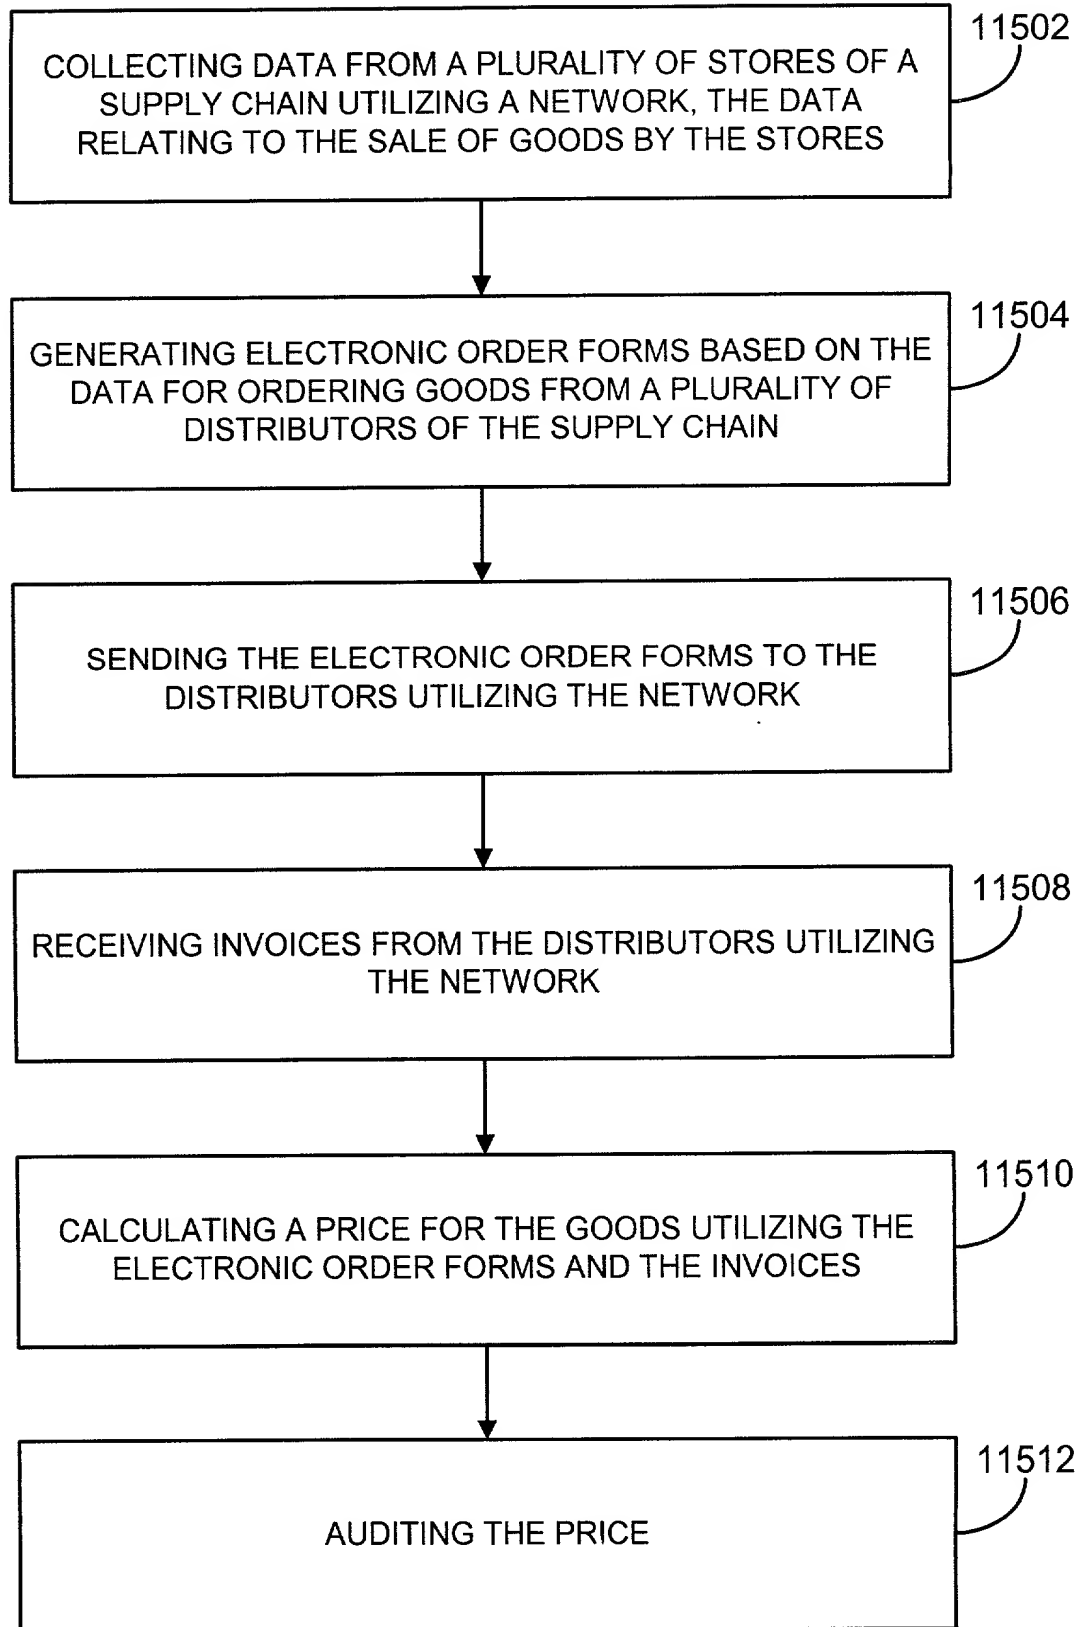 11502
COLLECTING DATA FROM A PLURALITY OF STORES OF A
SUPPLY CHAIN UTILIZING A NETWORK, THE DATA
RELATING TO THE SALE OF GOODS BY THE STORES
11504
GENERATING ELECTRONIC ORDER FORMS BASED ON THE
DATA FOR ORDERING GOODS FROM A PLURALITY OF
DISTRIBUTORS OF THE SUPPLY CHAIN
11506
SENDING THE ELECTRONIC ORDER FORMS TO THE
DISTRIBUTORS UTILIZING THE NETWORK
11508
RECEIVING INVOICES FROM THE DISTRIBUTORS UTILIZING
THE NETWORK
11510
CALCULATING A PRICE FOR THE GOODS UTILIZING THE
ELECTRONIC ORDER FORMS AND THE INVOICES
11512
AUDITING THE PRICE